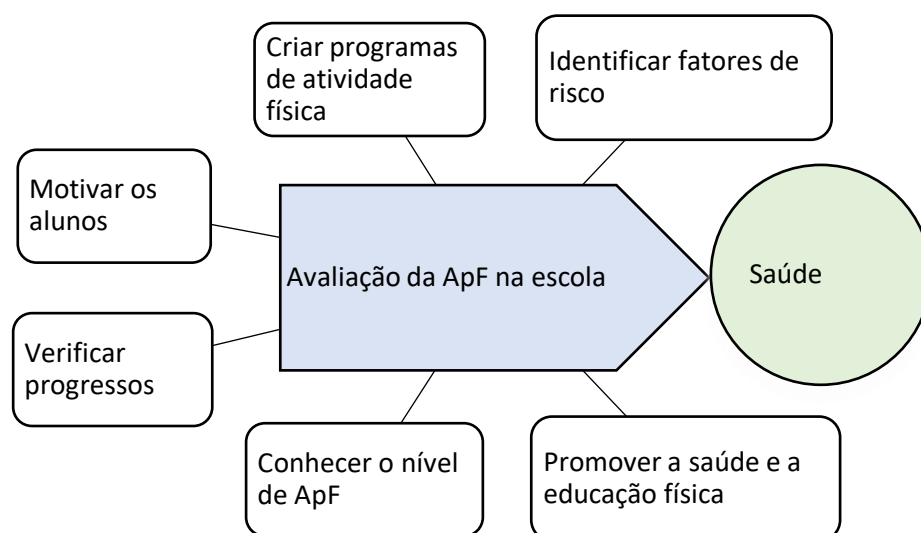 Criar programas
de atividade
física
Identificar fatores de
risco
Motivar os
alunos
Avaliação da ApF na escola
Saúde
Verificar
progressos
Conhecer o nível
de ApF
Promover a saúde e a
educação física